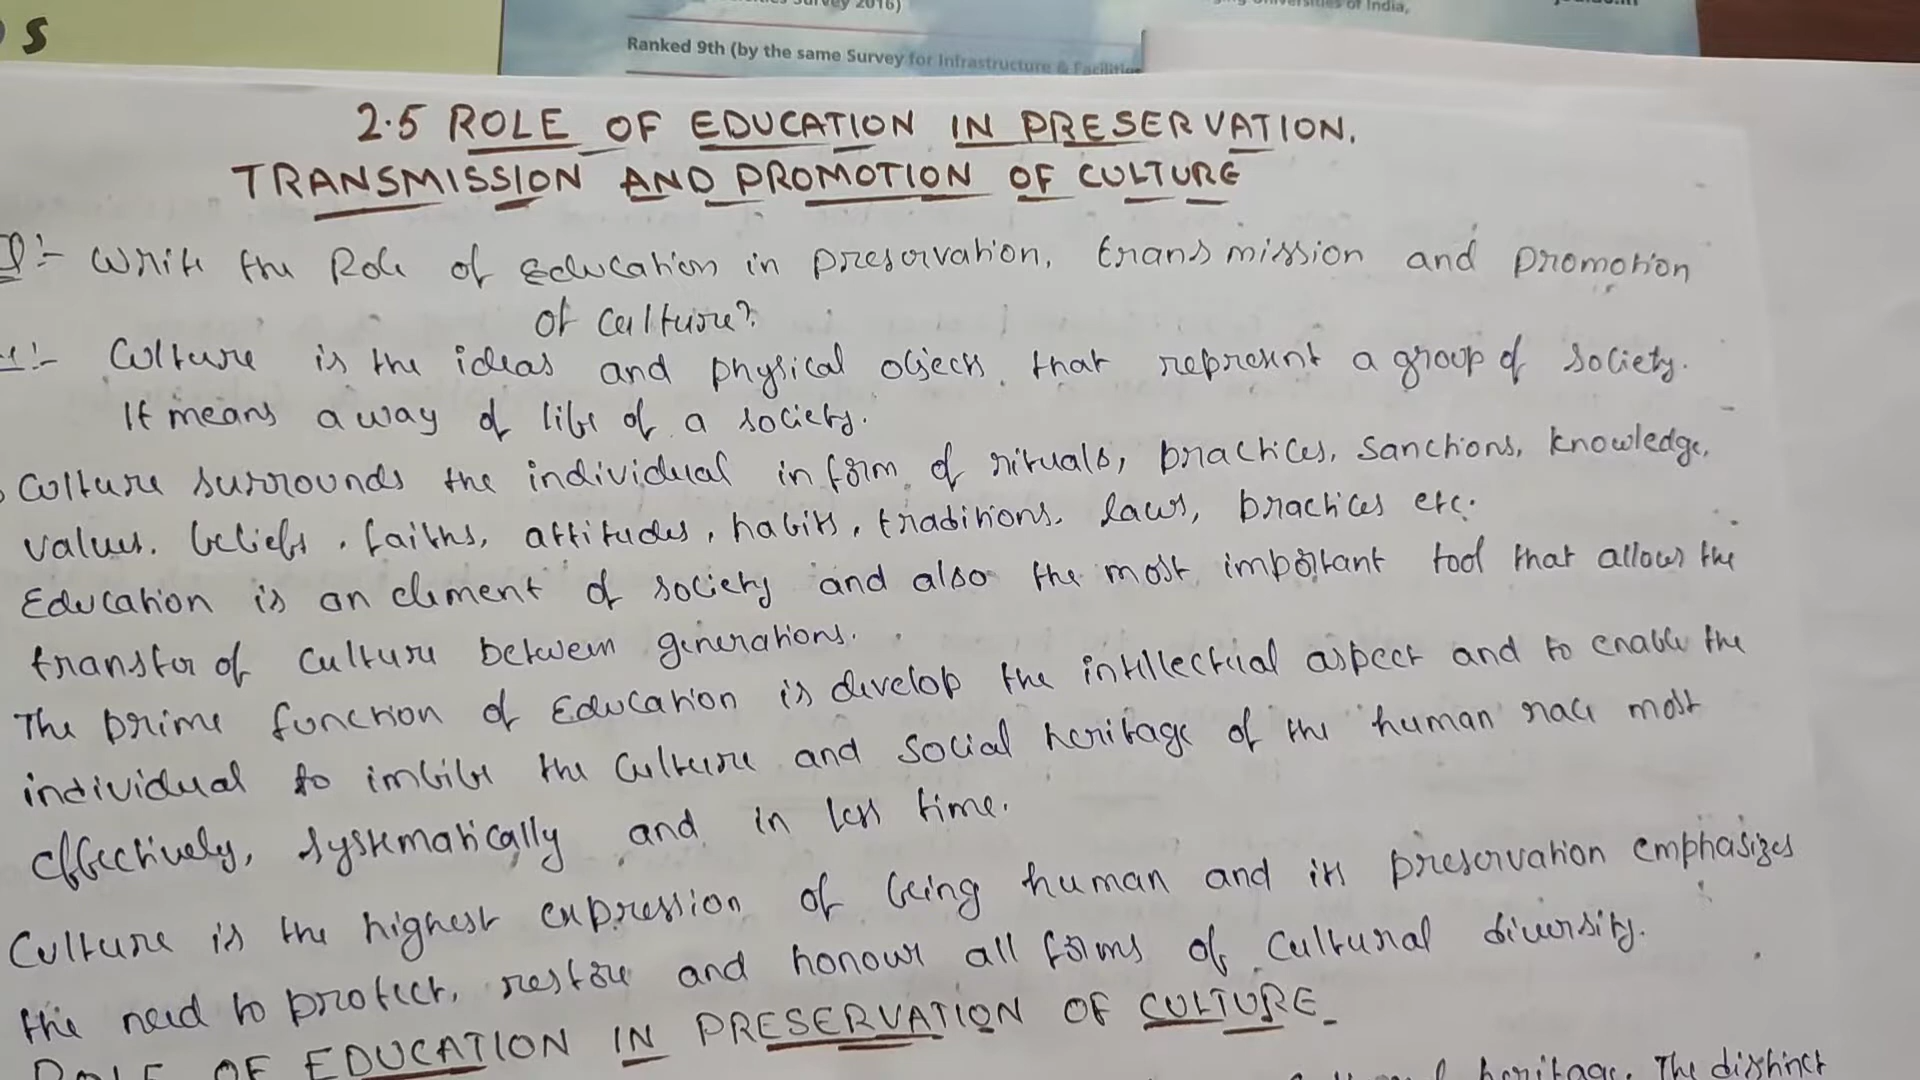 S
Survey 2016)
Universities of India,
Ranked 9th (by the same Survey for Infrastructure & Facilities
2.5 ROLE OF EDUCATION IN PRESERVATION,
TRANSMISSION AND PROMOTION OF CULTURE
Q:- Write the Role of Education in preservation, transmission and promotion
of culture?
:- Culture is the ideas and physical objects that represent a group of society.
It means a way of life of a society.
Culture surrounds the individual in form of rituals, practices, sanctions, knowledge,
values, beliefs, faiths, attitudes, habits, traditions, laws, practices etc.
Education is an element of society and also the most important tool that allows the
transfer of culture between generations.
The prime function of Education is develop the intellectual aspect and to enable the
individual to imbibe the culture and social heritage of the human race most
effectively, systematically and in less time.
Culture is the highest expression of being human and its preservation emphasizes
the need to protect, restore and honour all forms of cultural diversity.
ROLE OF EDUCATION IN PRESERVATION OF CULTURE
heritage. The distinct